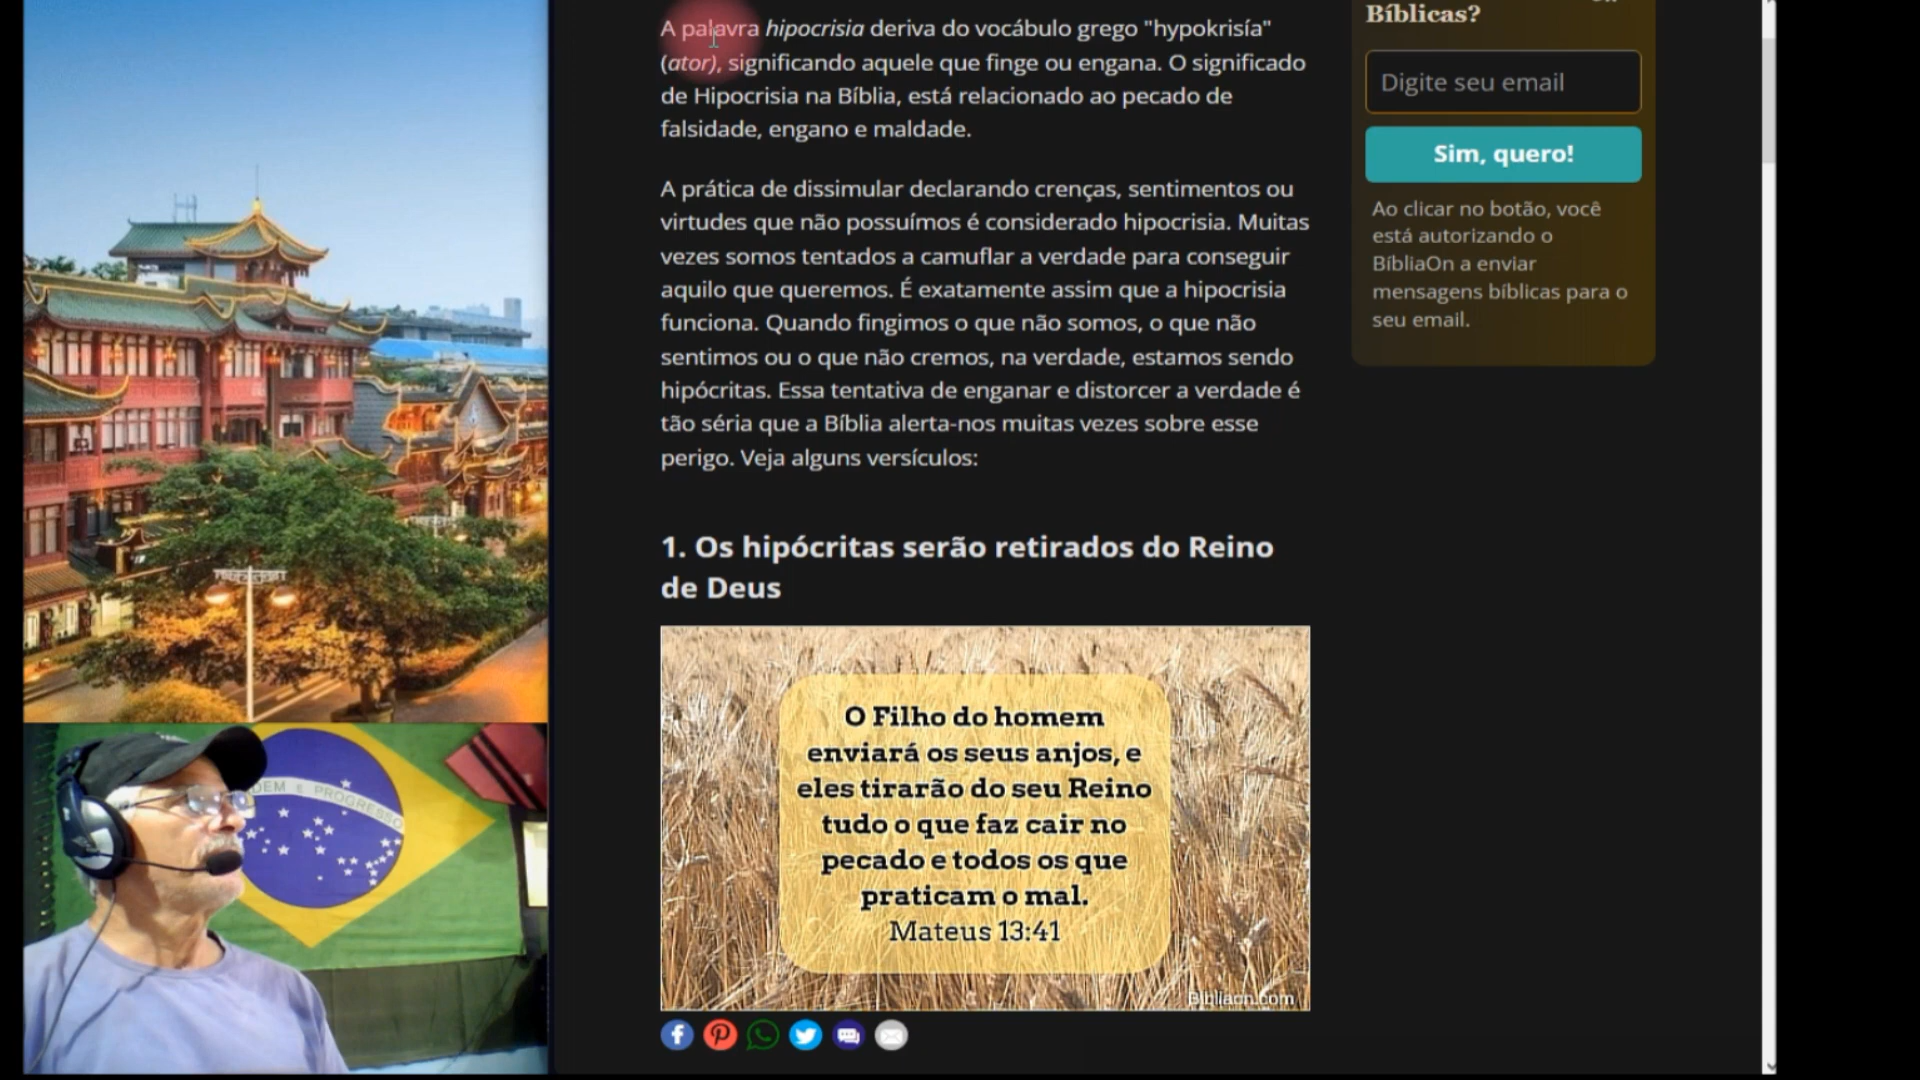 A palavra hipocrisia deriva do vocábulo grego "hypokrisía"
(ator), significando aquele que finge ou engana. O significado
de Hipocrisia na Bíblia, está relacionado ao pecado de
falsidade, engano e maldade.
A prática de dissimular declarando crenças, sentimentos ou
virtudes que não possuímos é considerado hipocrisia. Muitas
vezes somos tentados a camuflar a verdade para conseguir
aquilo que queremos. É exatamente assim que a hipocrisia
funciona. Quando fingimos o que não somos, o que não
sentimos ou o que não cremos, na verdade, estamos sendo
hipócritas. Essa tentativa de enganar e distorcer a verdade é
tão séria que a Bíblia alerta-nos muitas vezes sobre esse
perigo. Veja alguns versículos:
1. Os hipócritas serão retirados do Reino
de Deus
O Filho do homem
enviará os seus anjos, e
eles tirarão do seu Reino
tudo o que faz cair no
pecado e todos os que
praticam o mal.
Mateus 13:41
Bibliaon.com
Bíblicas?
Digite seu email
Sim, quero!
Ao clicar no botão, você
está autorizando o
BíbliaOn a enviar
mensagens bíblicas para o
seu email.
DEM E PROGRESSO